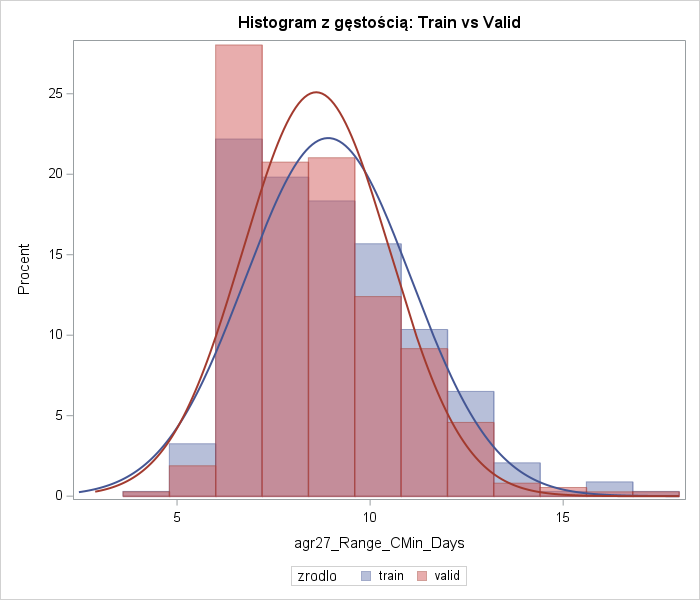 Histogram z gęstością: Train vs Valid
Procent
25
20
15
10
5
0
5 10 15
agr27_Range_CMin_Days
zrodlo train valid